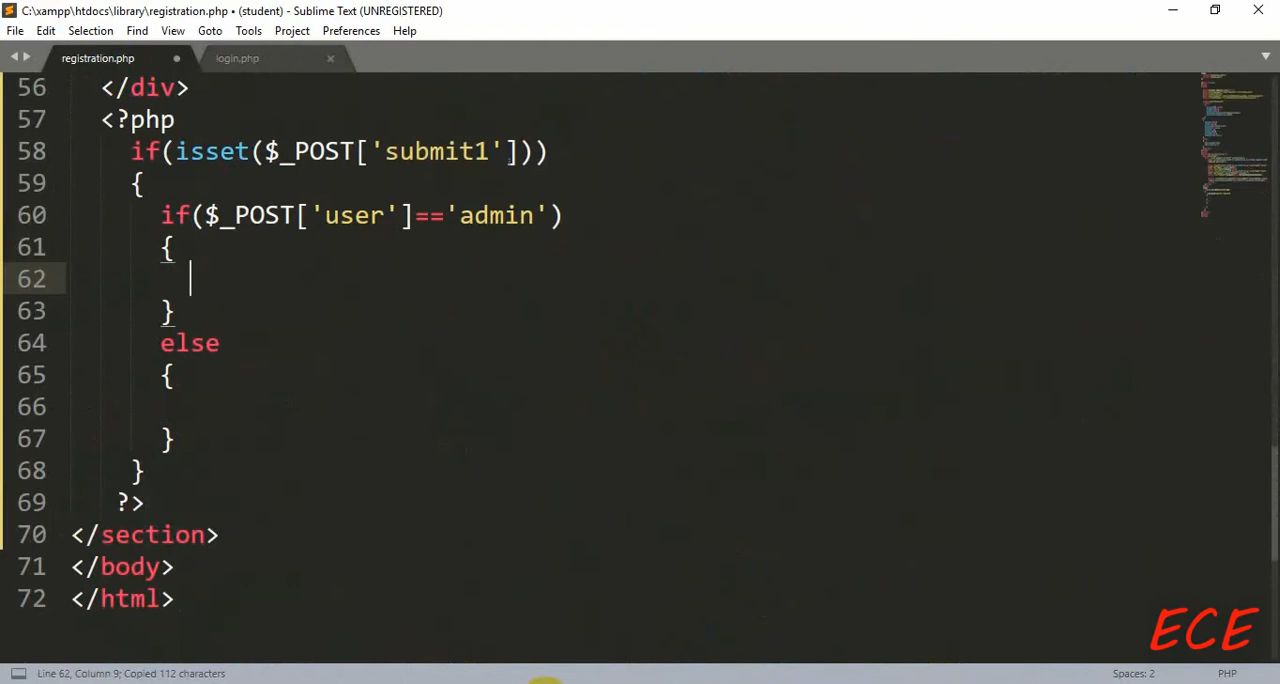 C:\xampp\htdocs\library\registration.php • (student) - Sublime Text (UNREGISTERED)
File Edit Selection Find View Goto Tools Project Preferences Help
registration.php login.php
56 </div>
57 <?php
58 if(isset($_POST['submit1']))
59 {
60 if($_POST['user']=='admin')
61 {
62
63 }
64 else
65 {
66
67 }
68 }
69 ?>
70 </section>
71 </body>
72 </html>
ECE
Line 62, Column 9; Copied 112 characters Spaces: 2 PHP